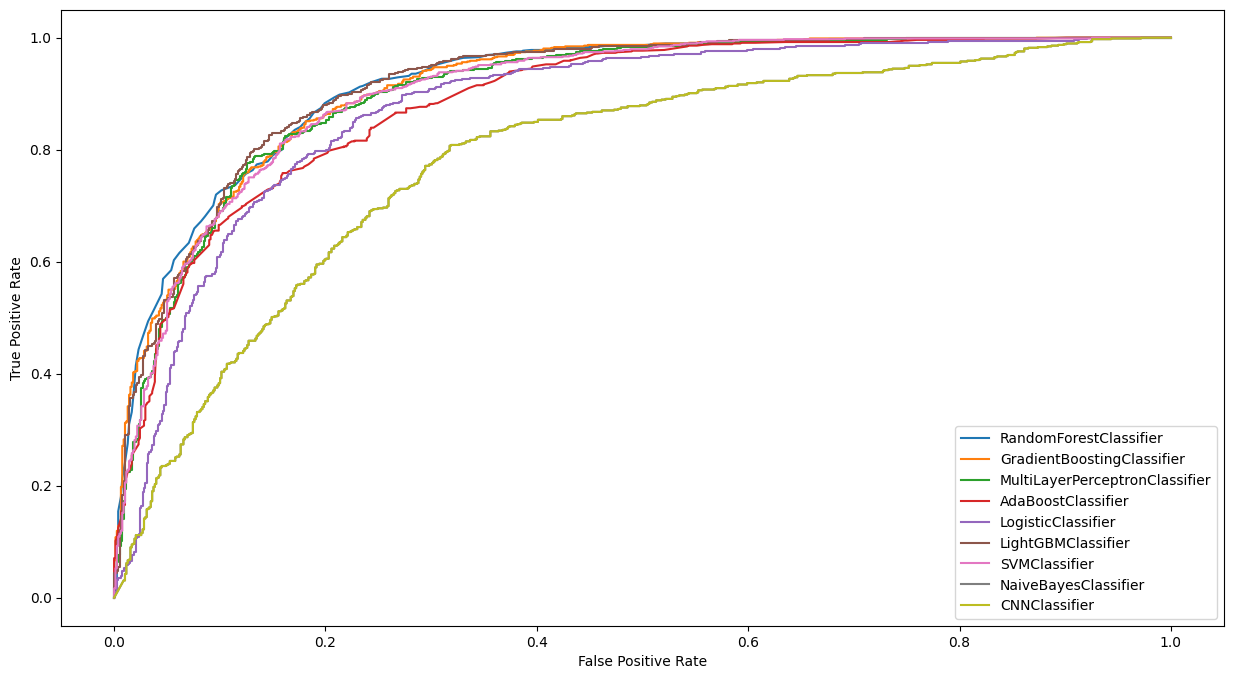 1.0
0.8
0.6
0.4
0.2
0.0
True Positive Rate
0.0 0.2 0.4 0.6 0.8 1.0
False Positive Rate
RandomForestClassifier
GradientBoostingClassifier
MultiLayerPerceptronClassifier
AdaBoostClassifier
LogisticClassifier
LightGBMClassifier
SVMClassifier
NaiveBayesClassifier
CNNClassifier